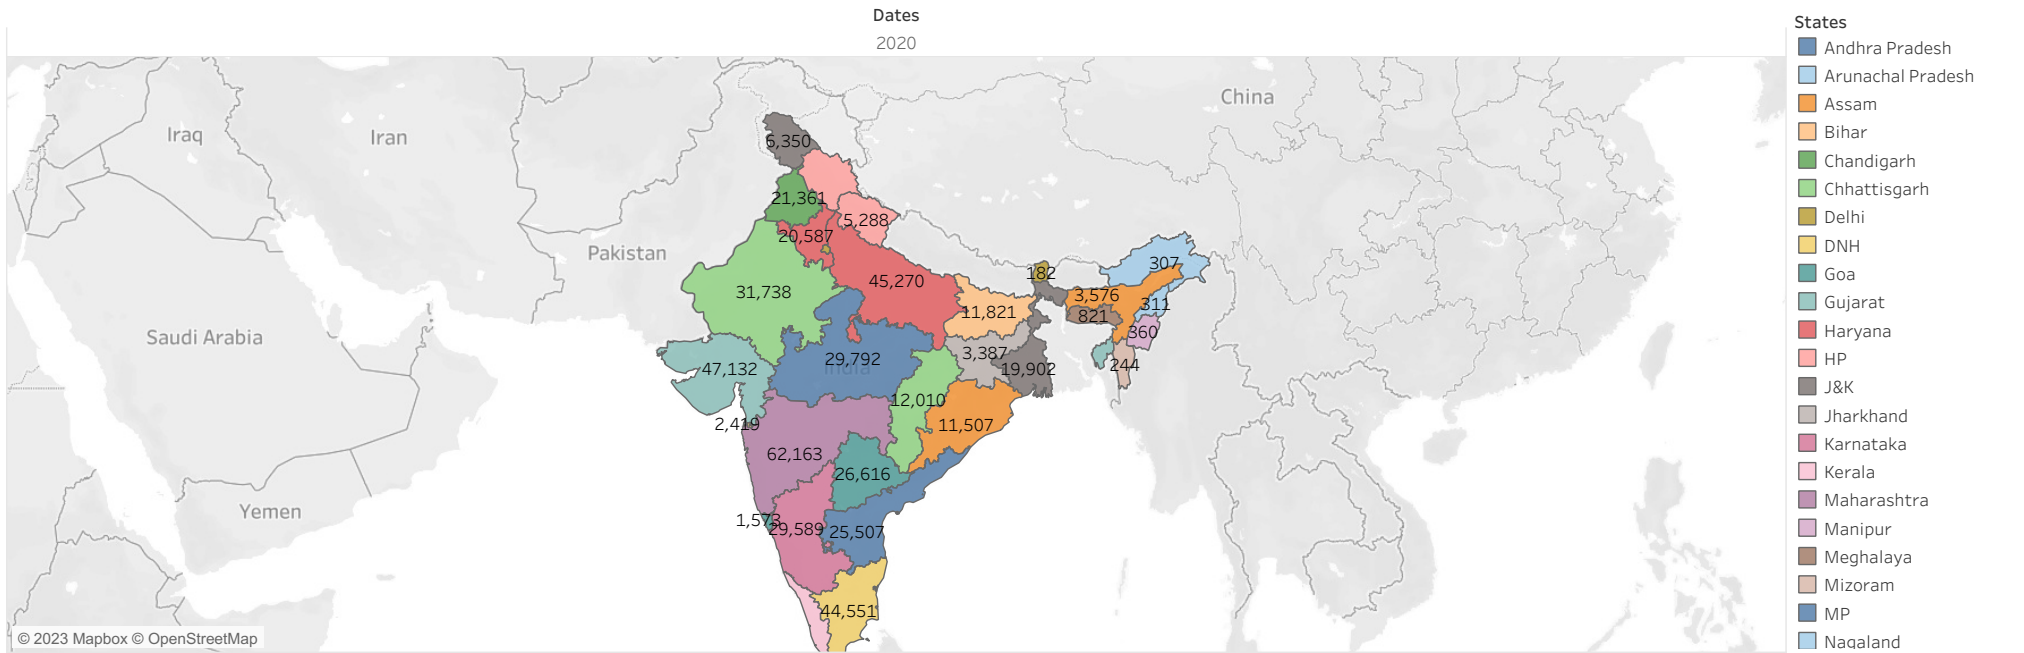 Dates
2020
States
Andhra Pradesh
Arunachal Pradesh
Assam
Bihar
Chandigarh
Chhattisgarh
Delhi
DNH
Goa
Gujarat
Haryana
HP
J&K
Jharkhand
Karnataka
Kerala
Maharashtra
Manipur
Meghalaya
Mizoram
MP
Nagaland
China
Iraq
Iran
Pakistan
Saudi Arabia
Yemen
India
6,350
21,361
5,288
20,587
45,270
31,738
182
307
3,576
311
821
11,821
360
3,387
244
29,792
47,132
19,902
12,010
2,419
11,507
62,163
26,616
1,573
29,589
25,507
44,551
© 2023 Mapbox © OpenStreetMap